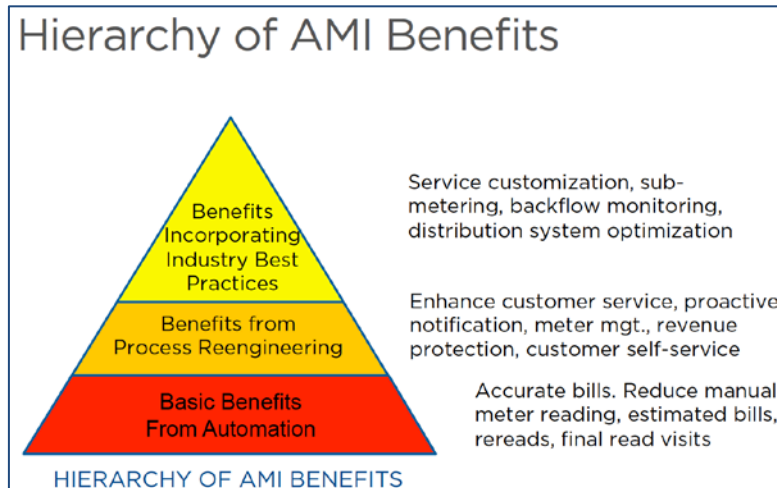 Hierarchy of AMI Benefits
Benefits
Incorporating
Industry Best
Practices
Service customization, sub-
metering, backflow monitoring,
distribution system optimization
Benefits from
Process Reengineering
Enhance customer service, proactive
notification, meter mgt., revenue
protection, customer self-service
Basic Benefits
From Automation
Accurate bills. Reduce manual
meter reading, estimated bills,
rereads, final read visits
HIERARCHY OF AMI BENEFITS